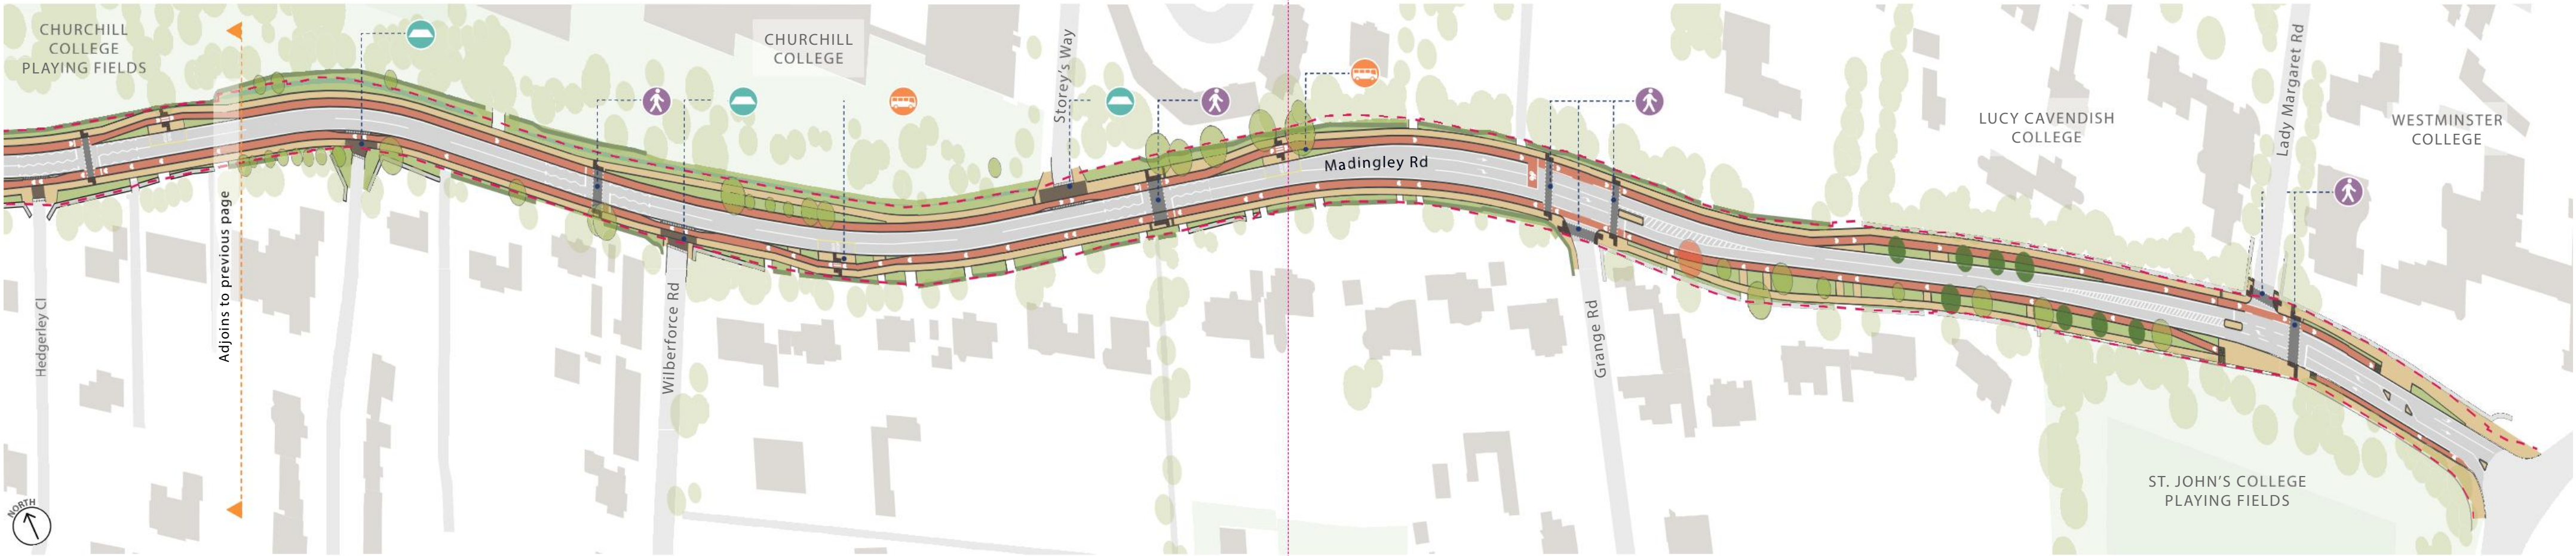 CHURCHILL
COLLEGE
PLAYING FIELDS
CHURCHILL
COLLEGE
Storey's Way
Madingley Rd
LUCY CAVENDISH
COLLEGE
Lady Margaret Rd
WESTMINSTER
COLLEGE
Adjoins to previous page
Hedgerley Cl
Wilberforce Rd
Grange Rd
ST. JOHN'S COLLEGE
PLAYING FIELDS
NORTH